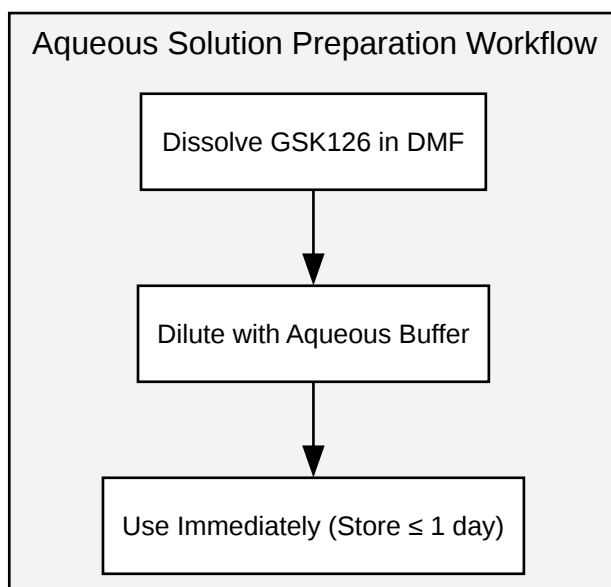 Aqueous Solution Preparation Workflow
Dissolve GSK126 in DMF
Dilute with Aqueous Buffer
Use Immediately (Store ≤ 1 day)